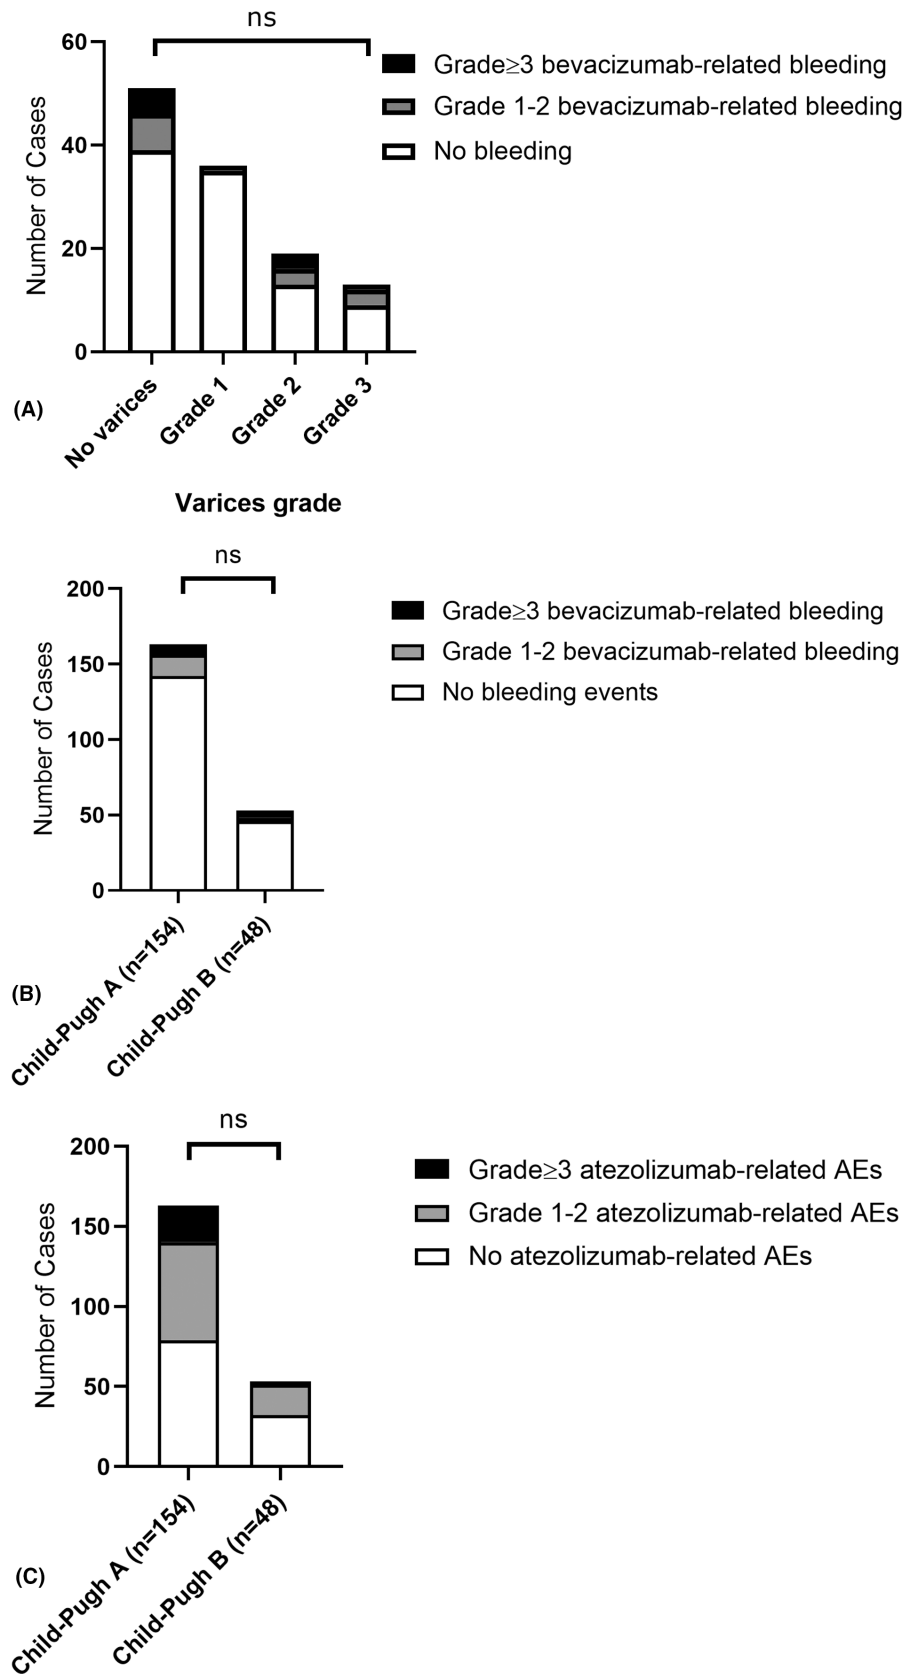 ns
60
40
20
0
Number of Cases
Grade≥3 bevacizumab-related bleeding
Grade 1-2 bevacizumab-related bleeding
No bleeding
No varices
Grade 1
Grade 2
Grade 3
(A)
Varices grade
ns
200
150
100
50
0
Number of Cases
Grade≥3 bevacizumab-related bleeding
Grade 1-2 bevacizumab-related bleeding
No bleeding events
Child-Pugh A (n=154)
Child-Pugh B (n=48)
(B)
ns
200
150
100
50
0
Number of Cases
Grade≥3 atezolizumab-related AEs
Grade 1-2 atezolizumab-related AEs
No atezolizumab-related AEs
Child-Pugh A (n=154)
Child-Pugh B (n=48)
(C)